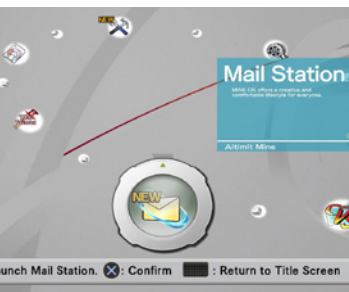 NEW
Mail Station
MINE OS offers a creative and
comfortable lifestyle for everyone.
Altimit Mine
NEW
unch Mail Station. X: Confirm : Return to Title Screen